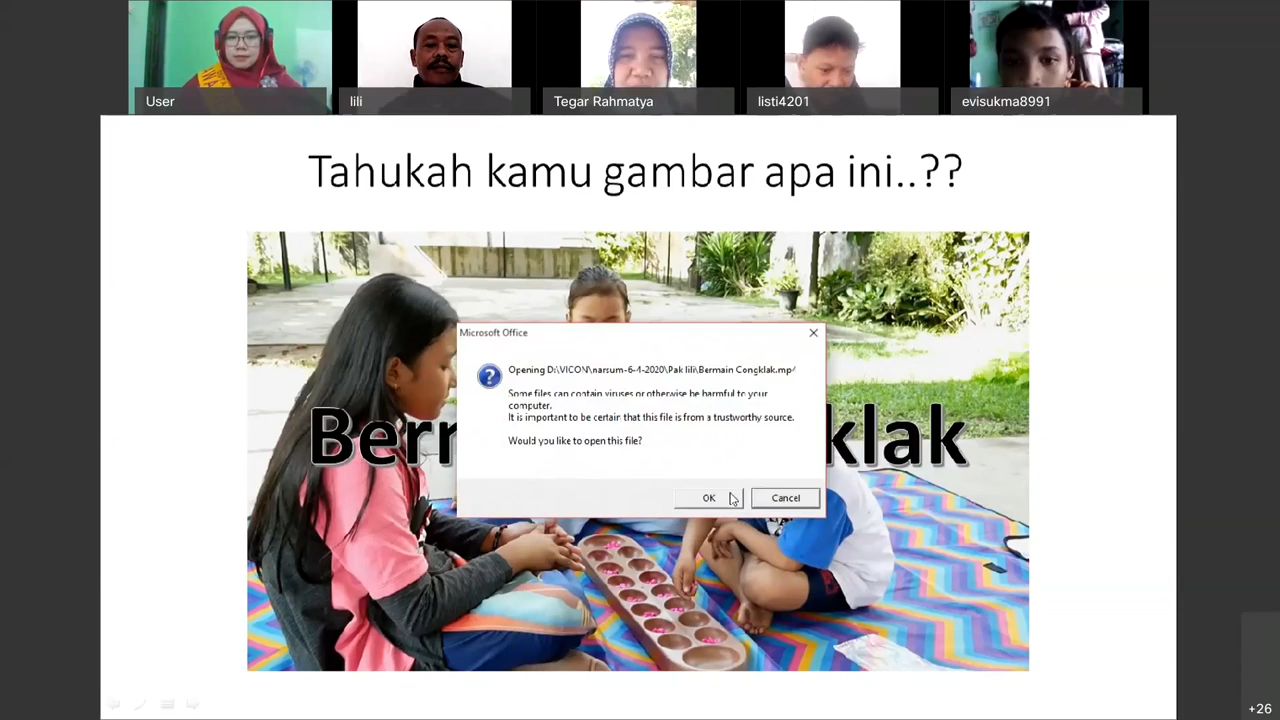 User
lili
Tegar Rahmatya
listi4201
evisukma8991
Tahukah kamu gambar apa ini..??
Microsoft Office
Opening D:\VICON\narsum-6-4-2020\Pak lili\Bermain Congklak.mp4
Some files can contain viruses or otherwise be harmful to your
computer.
It is important to be certain that this file is from a trustworthy source.
Would you like to open this file?
Ber klak
OK Cancel
+26